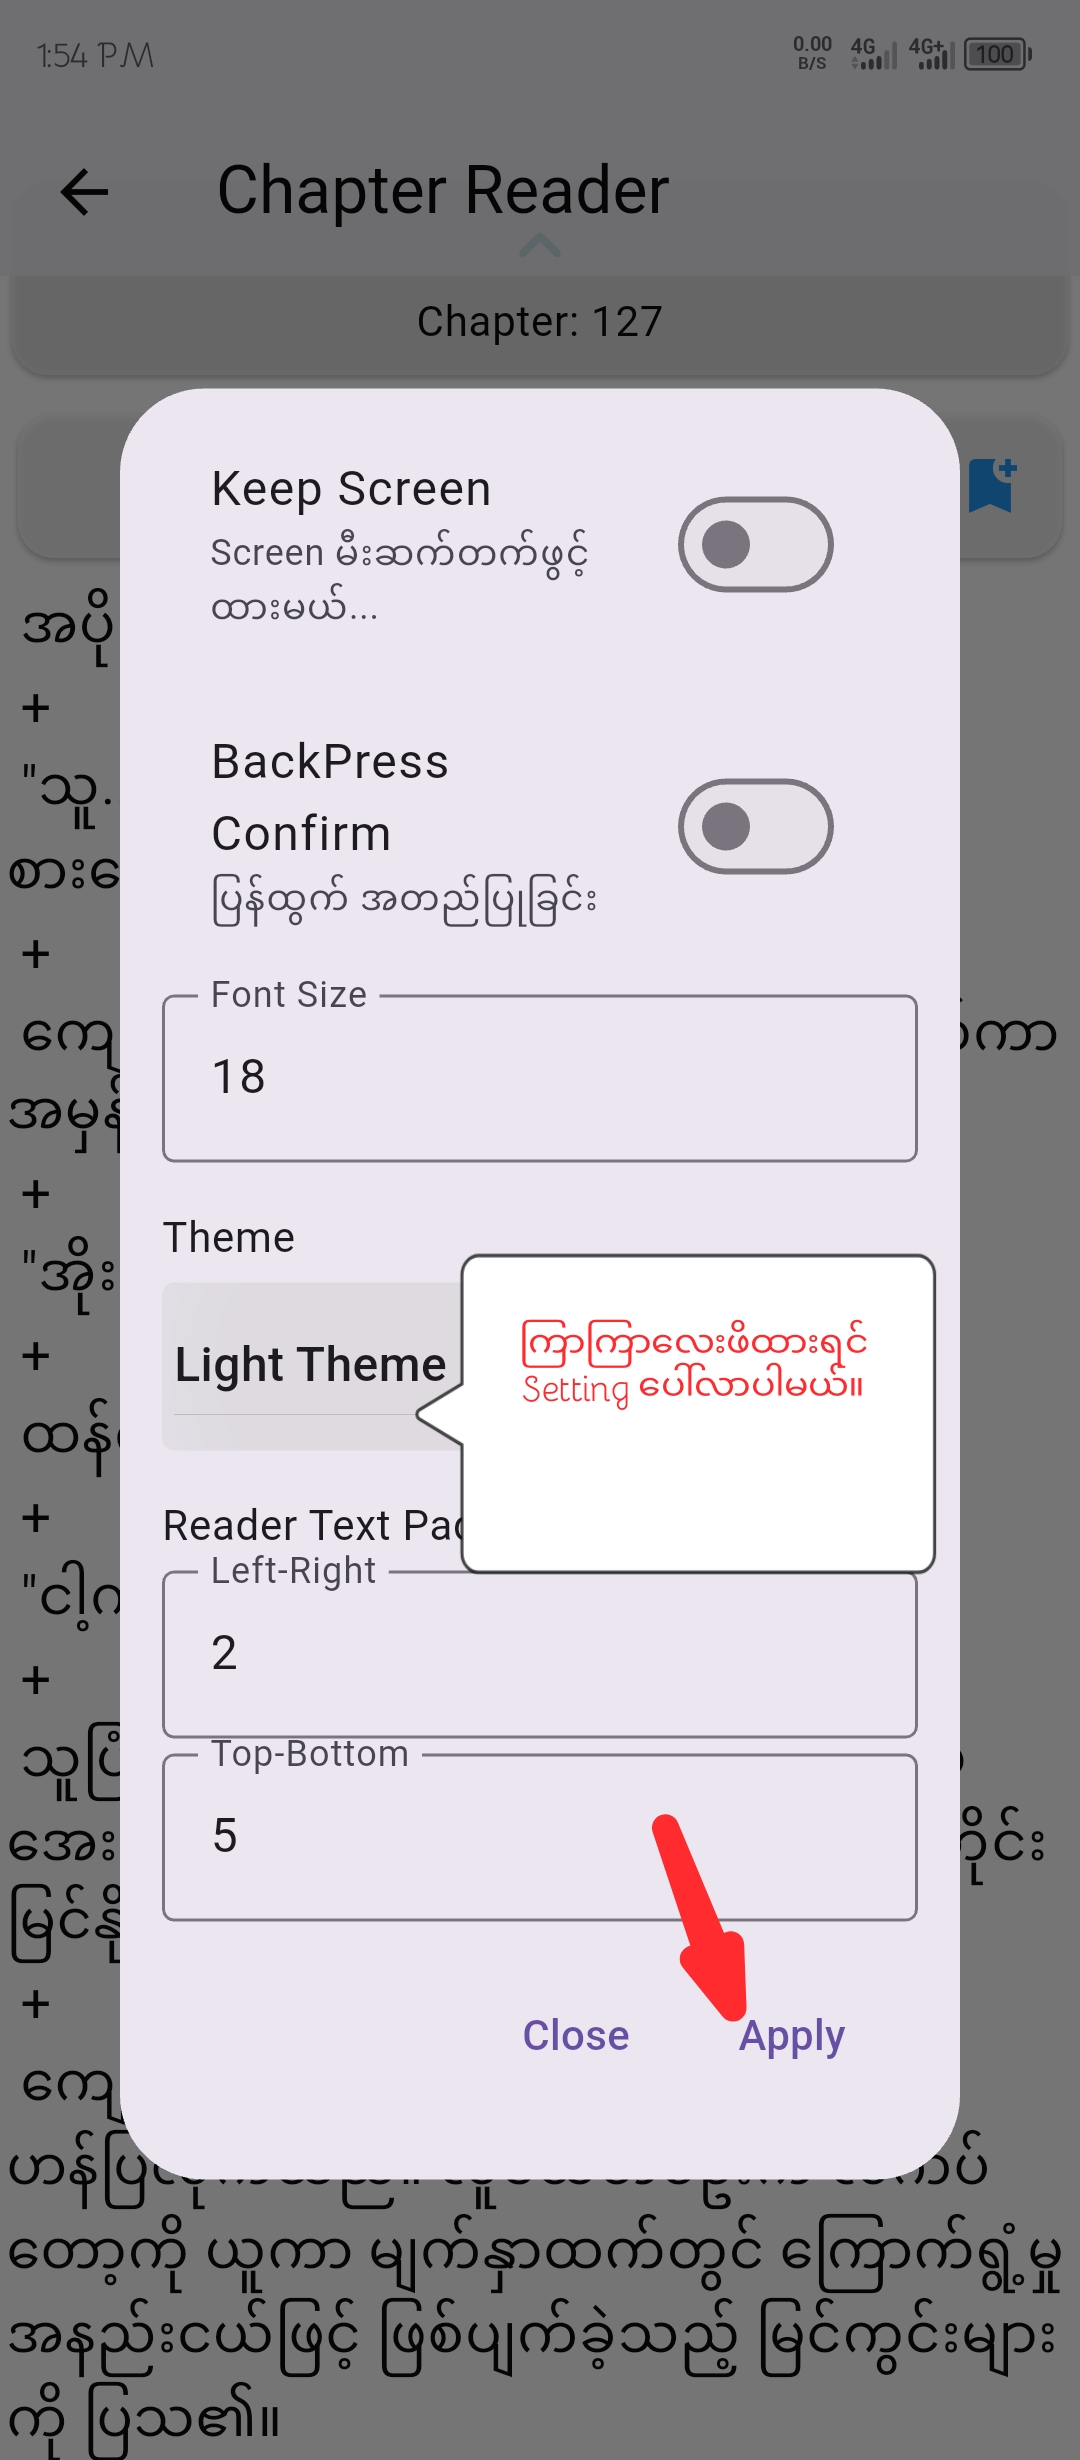 1:54 PM
0.00
B/S
4G
4G+
100
Chapter Reader
Chapter: 127
Keep Screen
Screen မီးဆက်တက်ဖွင့်
ထားမယ်...
BackPress
Confirm
ပြန်ထွက် အတည်ပြုခြင်း
အပို
+
"သူ.
+
Font Size
18
+
Theme
Light Theme
ကြာကြာလေးဖိထားရင်
Setting ပေါ်လာပါမယ်။
+
+
Reader Text
Left-Right
2
+
Top-Bottom
5
+
Close
Apply
တော့ကို ယူကာ မျက်နှာထက်တွင် ကြောက်ရွံ့မှု
အနည်းငယ်ဖြင့် ဖြစ်ပျက်ခဲ့သည့် မြင်ကွင်းများ
ကို ပြသ၏။